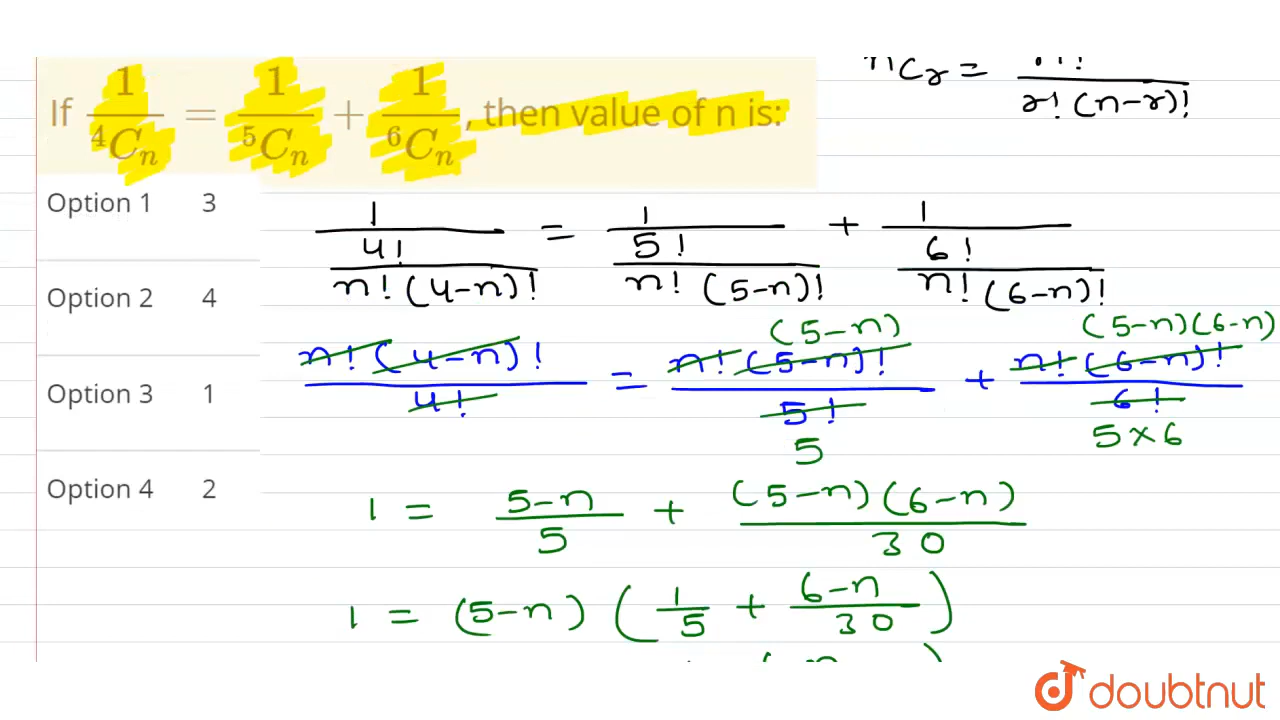 If 1/⁴Cₙ = 1/⁵Cₙ + 1/⁶Cₙ, then value of n is:
Option 1 3
Option 2 4
Option 3 1
Option 4 2
nCr = n!/r!(n-r)!
1/(4!/n!(4-n)!) = 1/(5!/n!(5-n)!) + 1/(6!/n!(6-n)!)
(5-n) (5-n)(6-n)
n!(4-n)!/4! = n!(5-n)!/5! + n!(6-n)!/6!
5 5×6
1 = (5-n)/5 + (5-n)(6-n)/30
1 = (5-n) (1/5 + (6-n)/30)
doubtnut